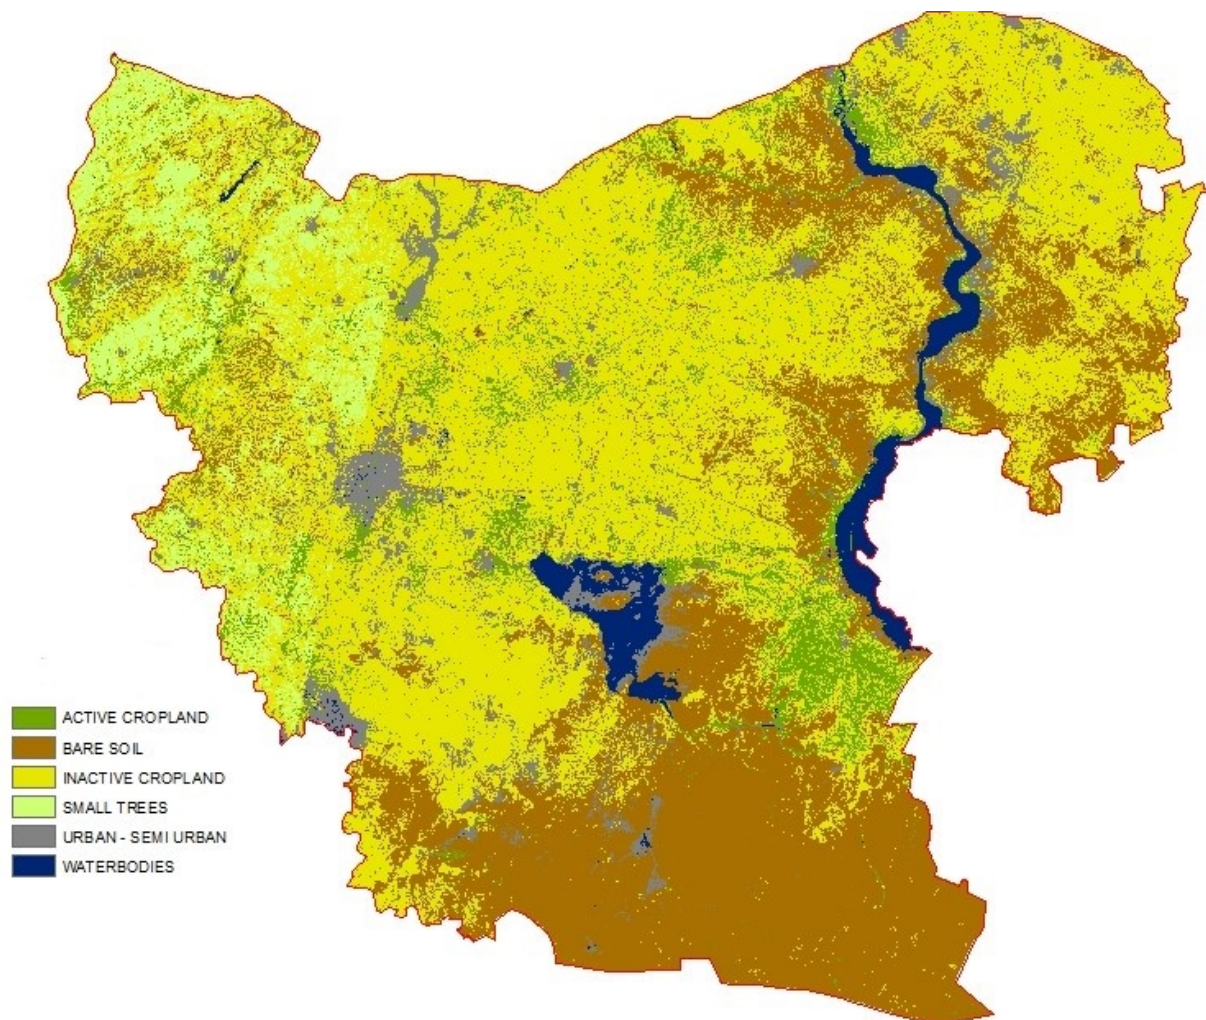 ACTIVE CROPLAND
BARE SOIL
INACTIVE CROPLAND
SMALL TREES
URBAN - SEMI URBAN
WATERBODIES